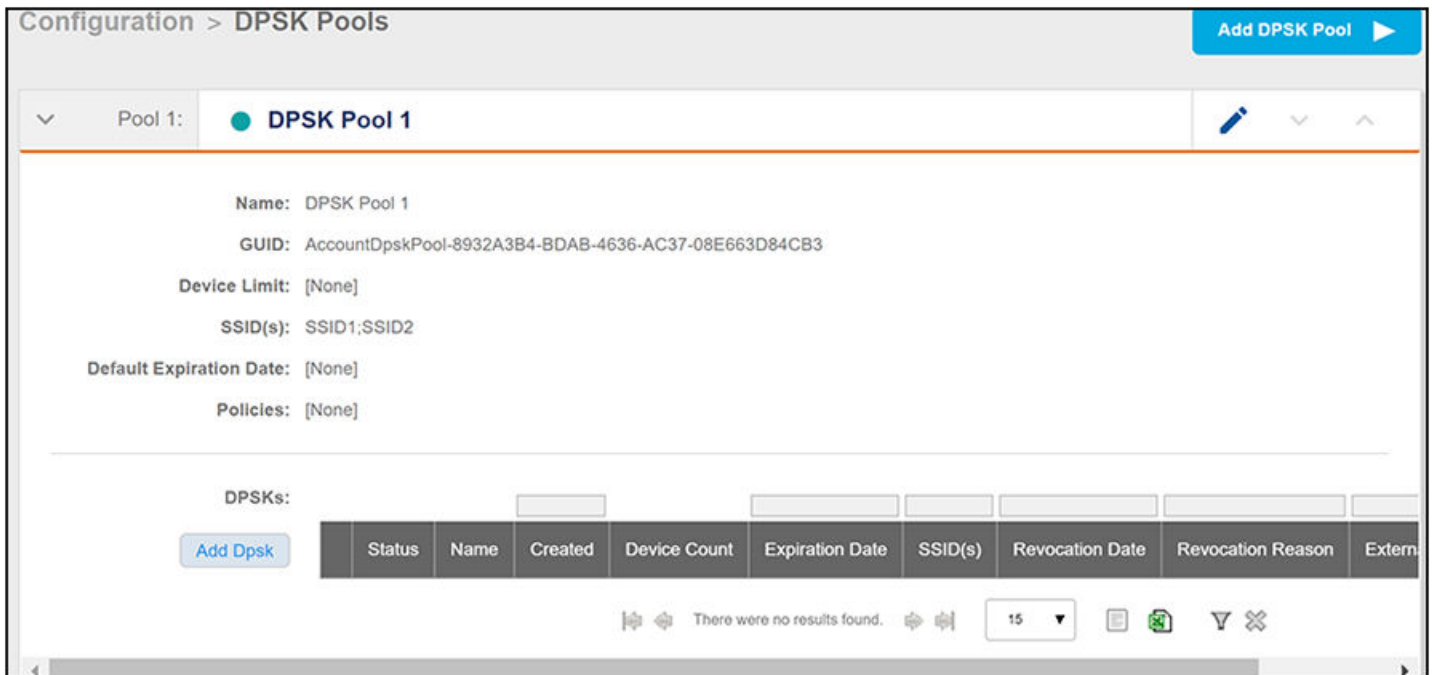 Configuration > DPSK Pools
Add DPSK Pool
Pool 1: DPSK Pool 1
Name: DPSK Pool 1
GUID: AccountDpskPool-8932A3B4-BDAB-4636-AC37-08E663D84CB3
Device Limit: [None]
SSID(s): SSID1;SSID2
Default Expiration Date: [None]
Policies: [None]
DPSKs:
Add Dpsk
Status Name Created Device Count Expiration Date SSID(s) Revocation Date Revocation Reason Extern
There were no results found. 15